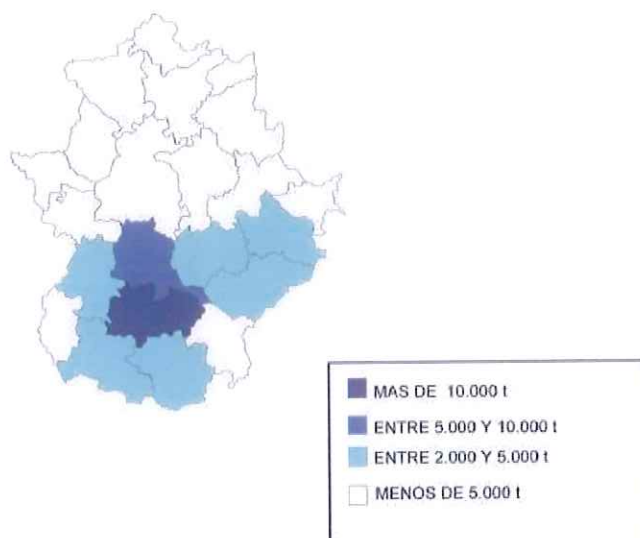 MAS DE 10.000 t
ENTRE 5.000 Y 10.000 t
ENTRE 2.000 Y 5.000 t
MENOS DE 5.000 t